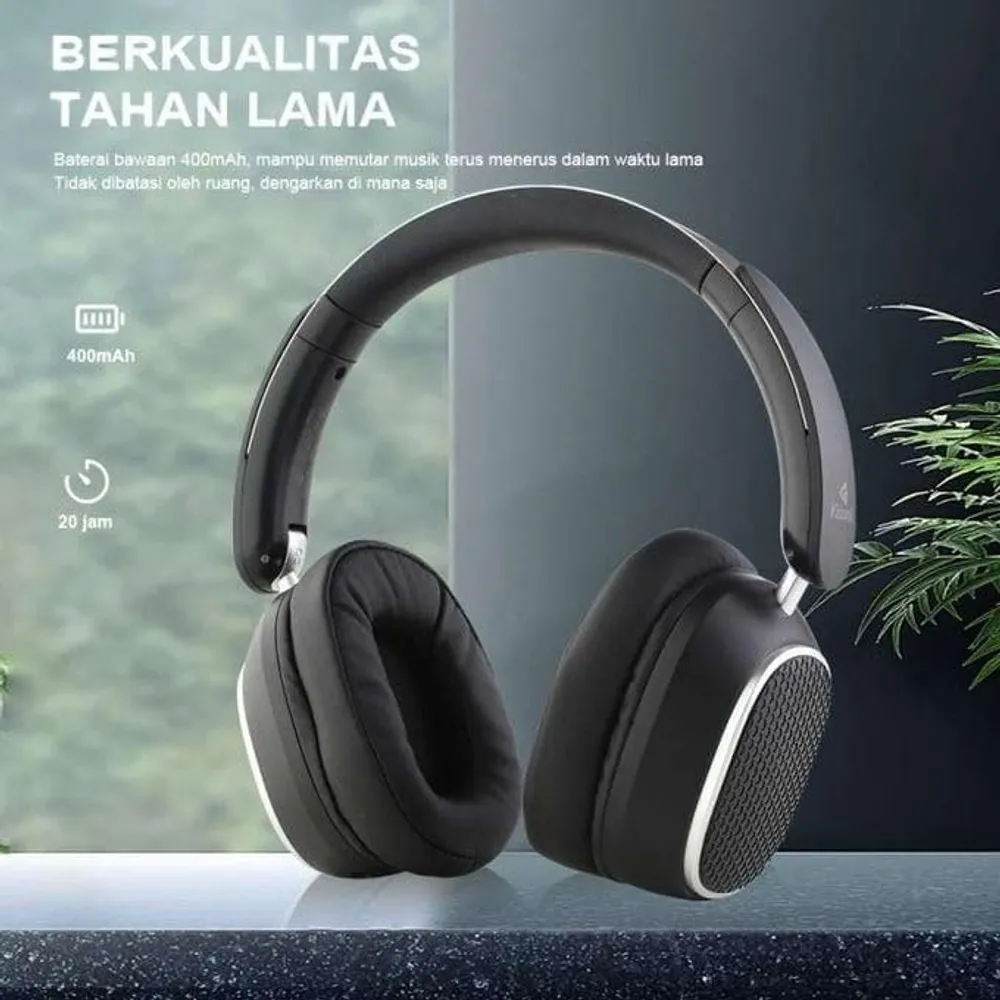 BERKUALITAS
TAHAN LAMA
Baterai bawaan 400mAh, mampu memutar musik terus menerus dalam waktu lama
Tidak dibatasi oleh ruang, dengarkan di mana saja
400mAh
20 jam